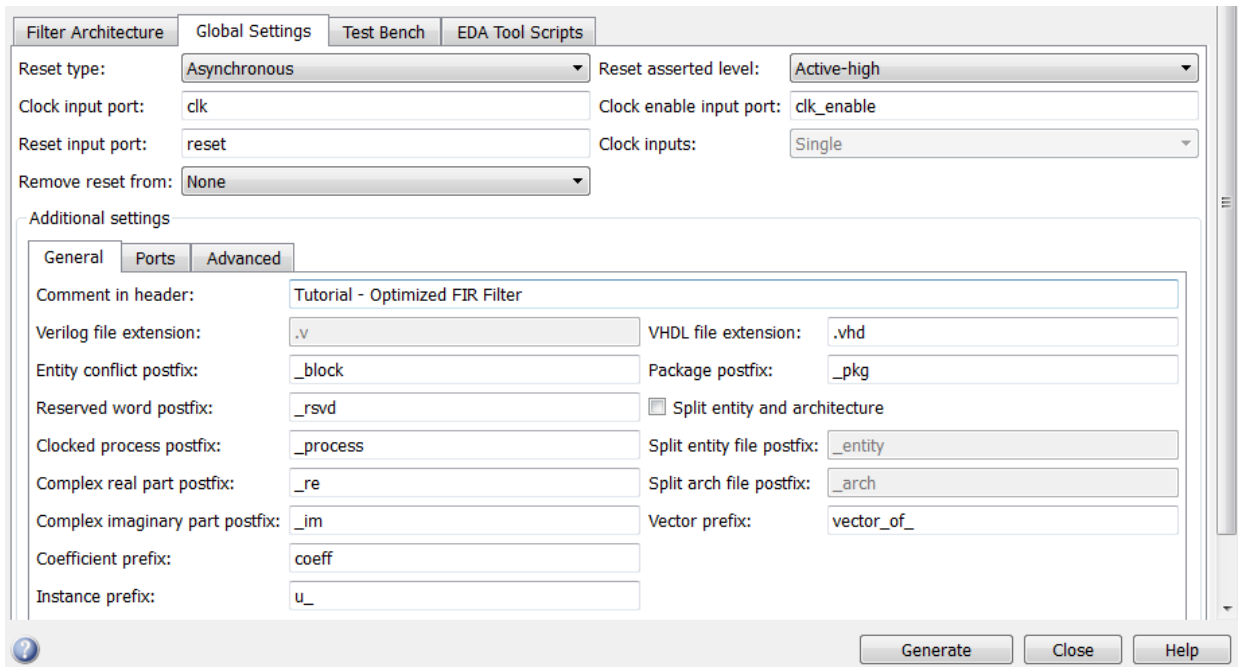 Filter Architecture Global Settings Test Bench EDA Tool Scripts
Reset type: Asynchronous Reset asserted level: Active-high
Clock input port: clk Clock enable input port: clk_enable
Reset input port: reset Clock inputs: Single
Remove reset from: None
Additional settings
General Ports Advanced
Comment in header: Tutorial - Optimized FIR Filter
Verilog file extension: .v VHDL file extension: .vhd
Entity conflict postfix: _block Package postfix: _pkg
Reserved word postfix: _rsvd Split entity and architecture
Clocked process postfix: _process Split entity file postfix: _entity
Complex real part postfix: _re Split arch file postfix: _arch
Complex imaginary part postfix: _im Vector prefix: vector_of_
Coefficient prefix: coeff
Instance prefix: u_
? Generate Close Help